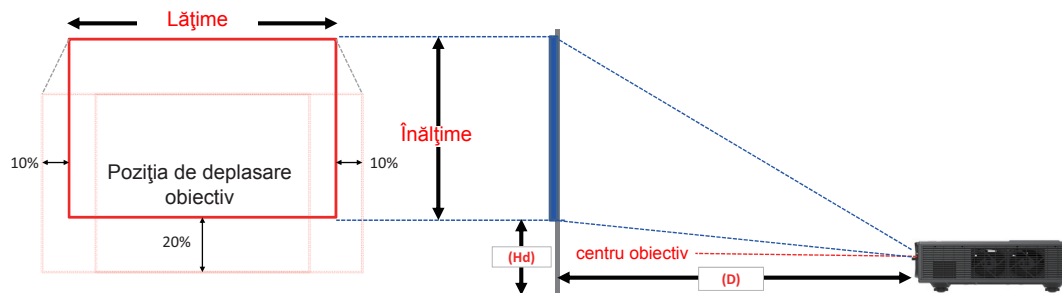 Lăţime
Înălţime
10%
10%
Poziţia de deplasare
obiectiv
20%
(Hd)
centru obiectiv
(D)